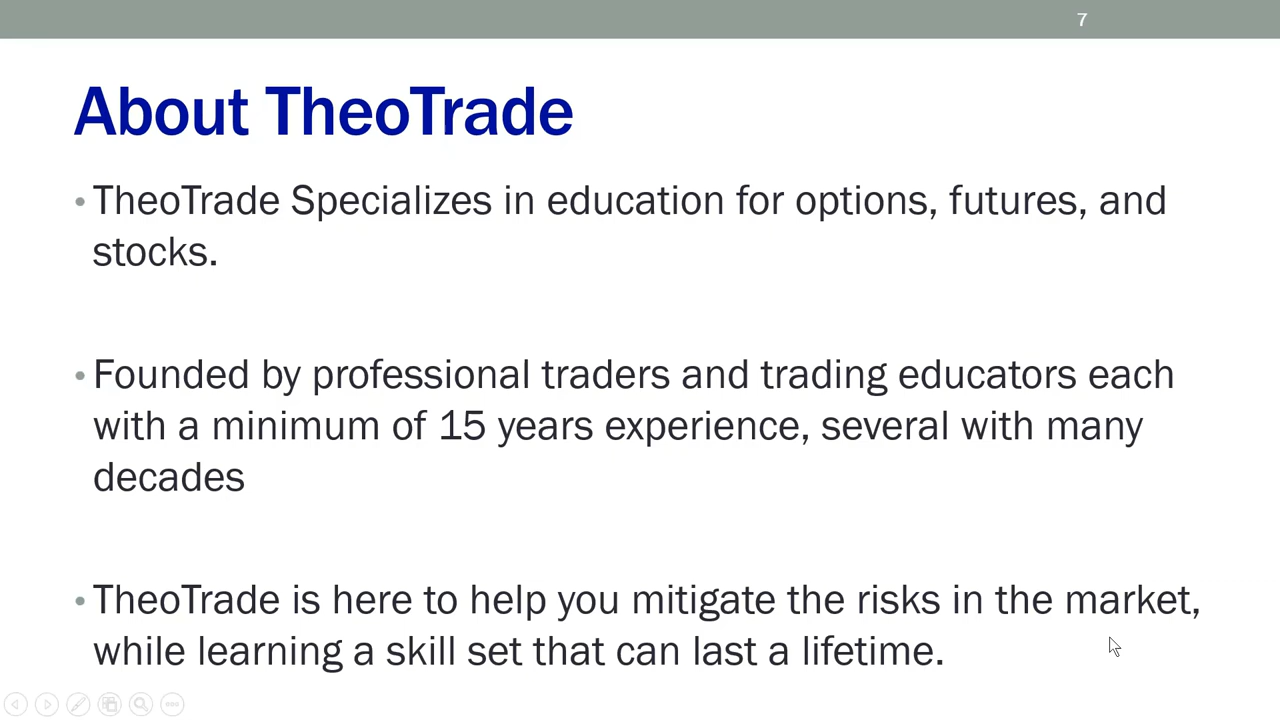 7
About TheoTrade
• TheoTrade Specializes in education for options, futures, and
stocks.
• Founded by professional traders and trading educators each
with a minimum of 15 years experience, several with many
decades
• TheoTrade is here to help you mitigate the risks in the market,
while learning a skill set that can last a lifetime.